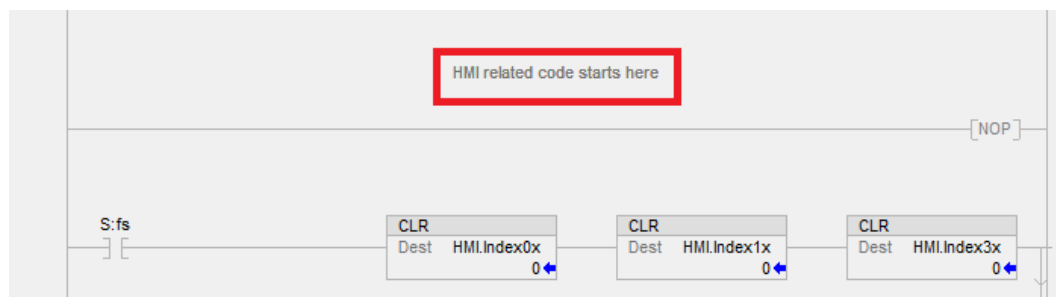 HMI related code starts here
NOP
S:fs
CLR CLR CLR
Dest HMI.Index0x Dest HMI.Index1x Dest HMI.Index3x
0 0 0